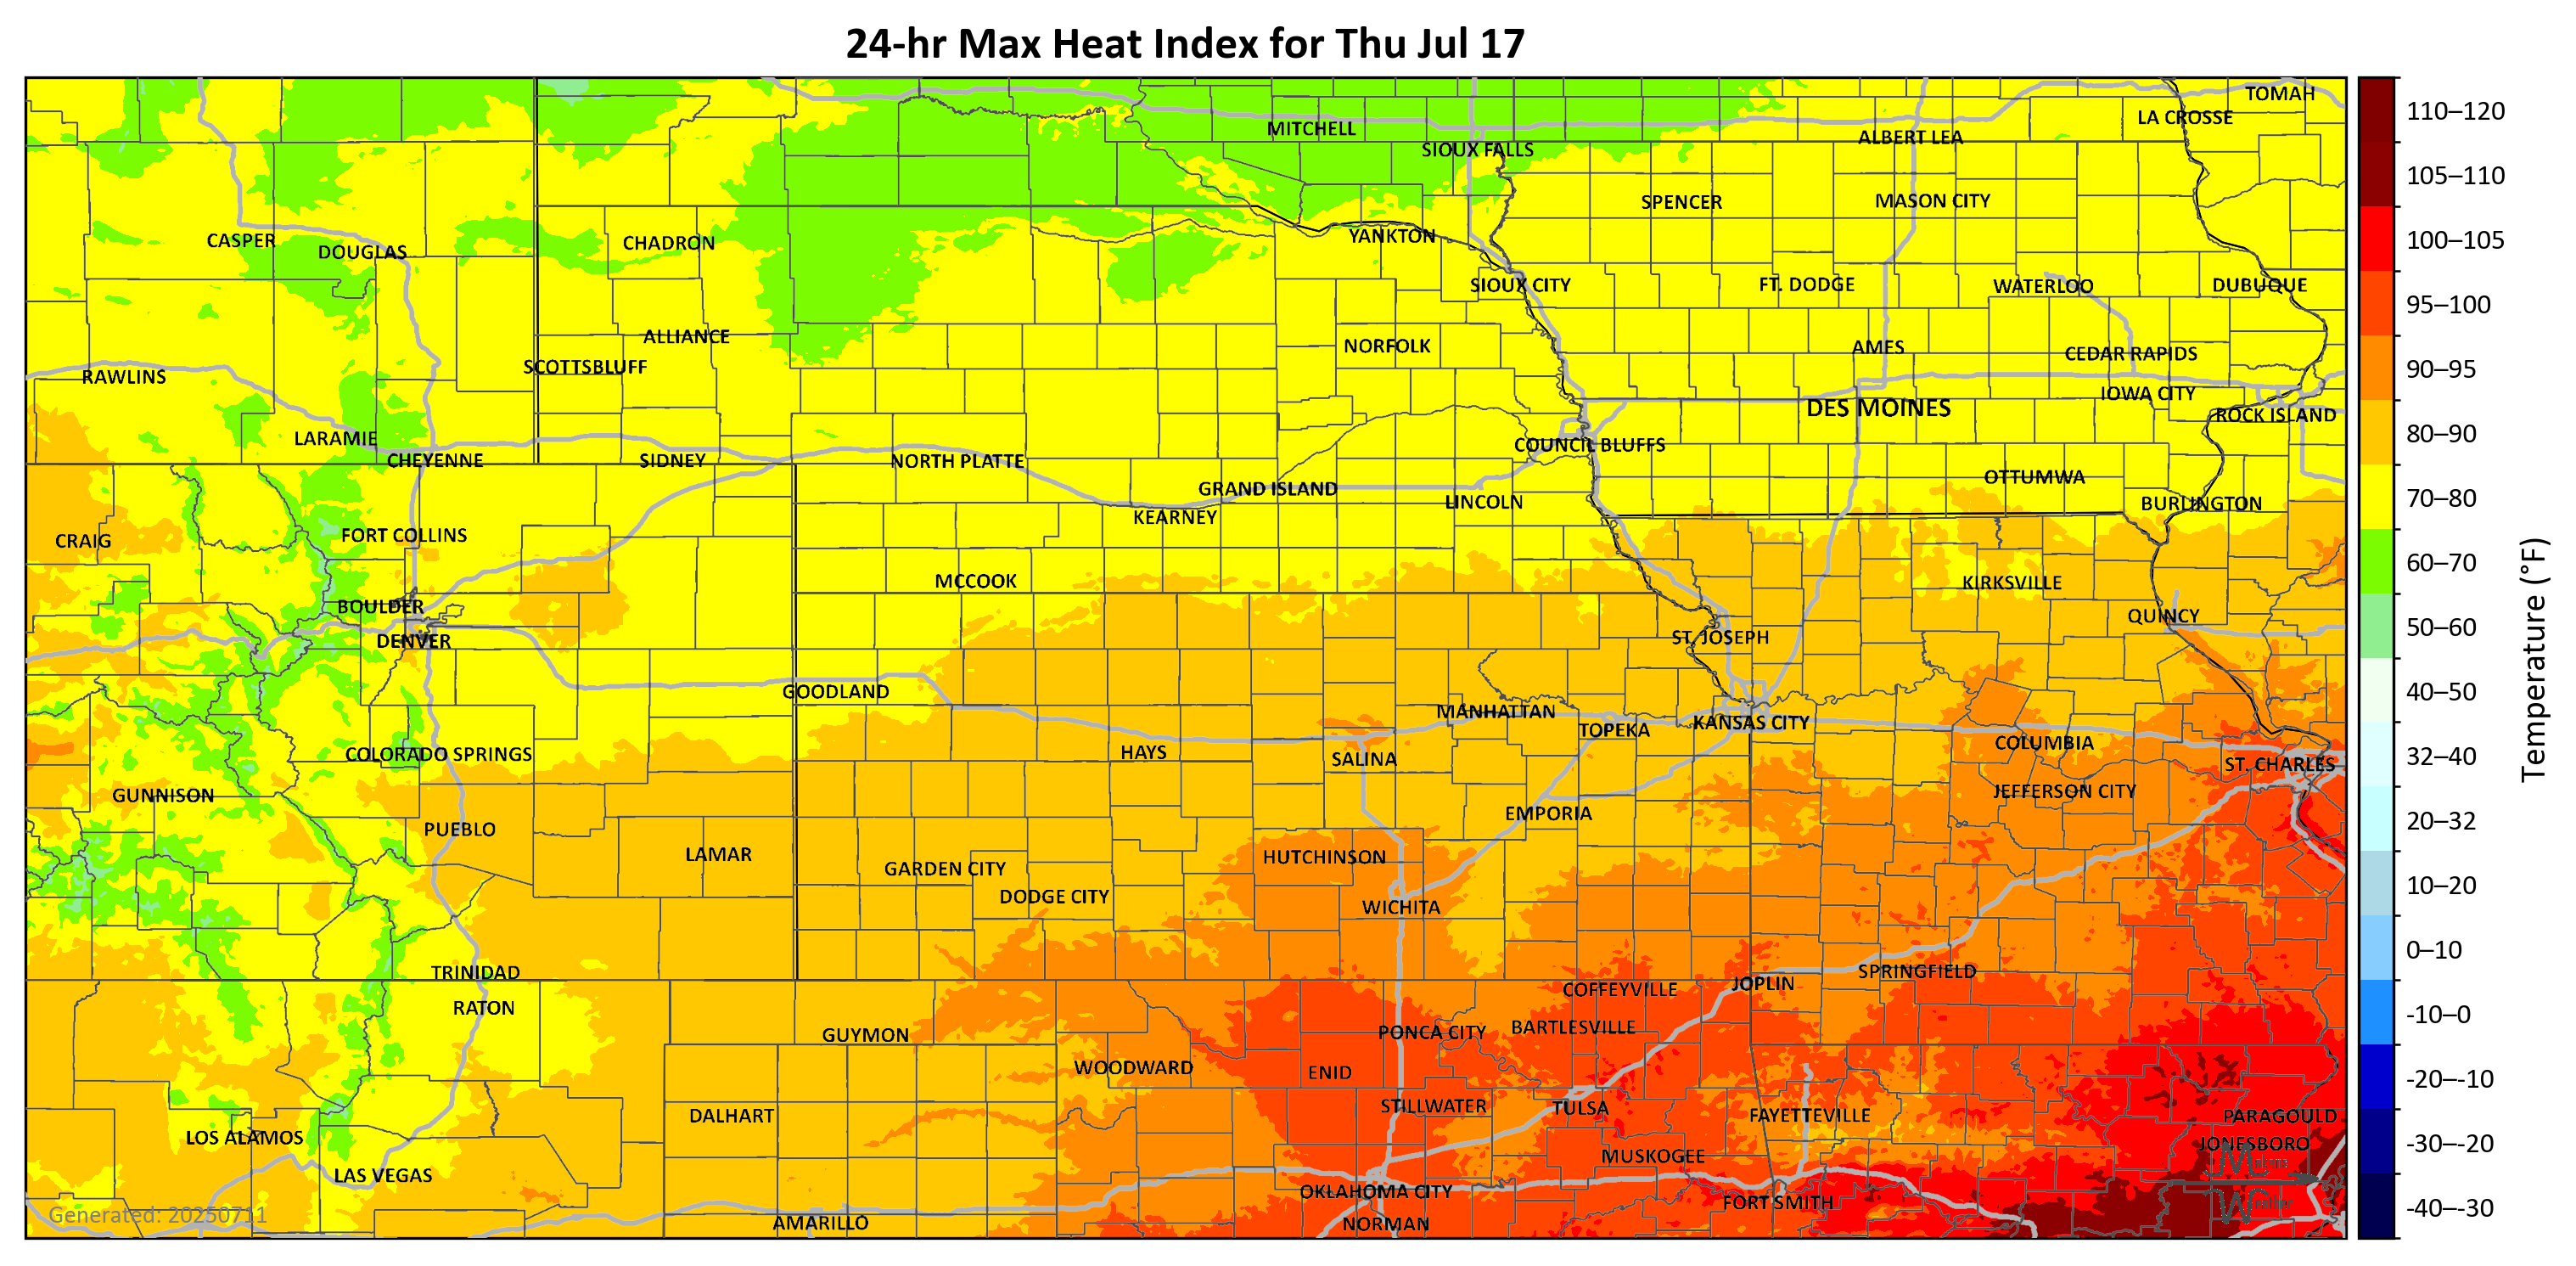 24-hr Max Heat Index for Thu Jul 17
TOMAH
LA CROSSE
MITCHELL
ALBERT LEA
SIOUX FALLS
SPENCER
MASON CITY
YANKTON
CASPER
CHADRON
DOUGLAS
SIOUX CITY
FT. DODGE
WATERLOO
DUBUQUE
ALLIANCE
NORFOLK
AMES
CEDAR RAPIDS
SCOTTSBLUFF
RAWLINS
IOWA CITY
DES MOINES
ROCK ISLAND
LARAMIE
COUNCIL BLUFFS
CHEYENNE
SIDNEY
NORTH PLATTE
OTTUMWA
GRAND ISLAND
LINCOLN
BURLINGTON
KEARNEY
FORT COLLINS
CRAIG
MCCOOK
KIRKSVILLE
BOULDER
QUINCY
DENVER
ST. JOSEPH
GOODLAND
MANHATTAN
TOPEKA
KANSAS CITY
COLUMBIA
COLORADO SPRINGS
HAYS
SALINA
ST. CHARLES
GUNNISON
JEFFERSON CITY
EMPORIA
PUEBLO
LAMAR
HUTCHINSON
GARDEN CITY
DODGE CITY
WICHITA
TRINIDAD
SPRINGFIELD
JOPLIN
COFFEYVILLE
RATON
GUYMON
PONCA CITY
BARTLESVILLE
WOODWARD
ENID
STILLWATER
TULSA
DALHART
FAYETTEVILLE
PARAGOULD
LOS ALAMOS
JONESBORO
MUSKOGEE
LAS VEGAS
OKLAHOMA CITY
FORT SMITH
Generated: 20250711
AMARILLO
NORMAN
110–120
105–110
100–105
95–100
90–95
80–90
70–80
60–70
50–60
40–50
32–40
20–32
10–20
0–10
-10–0
-20–-10
-30–-20
-40–-30
Temperature (°F)